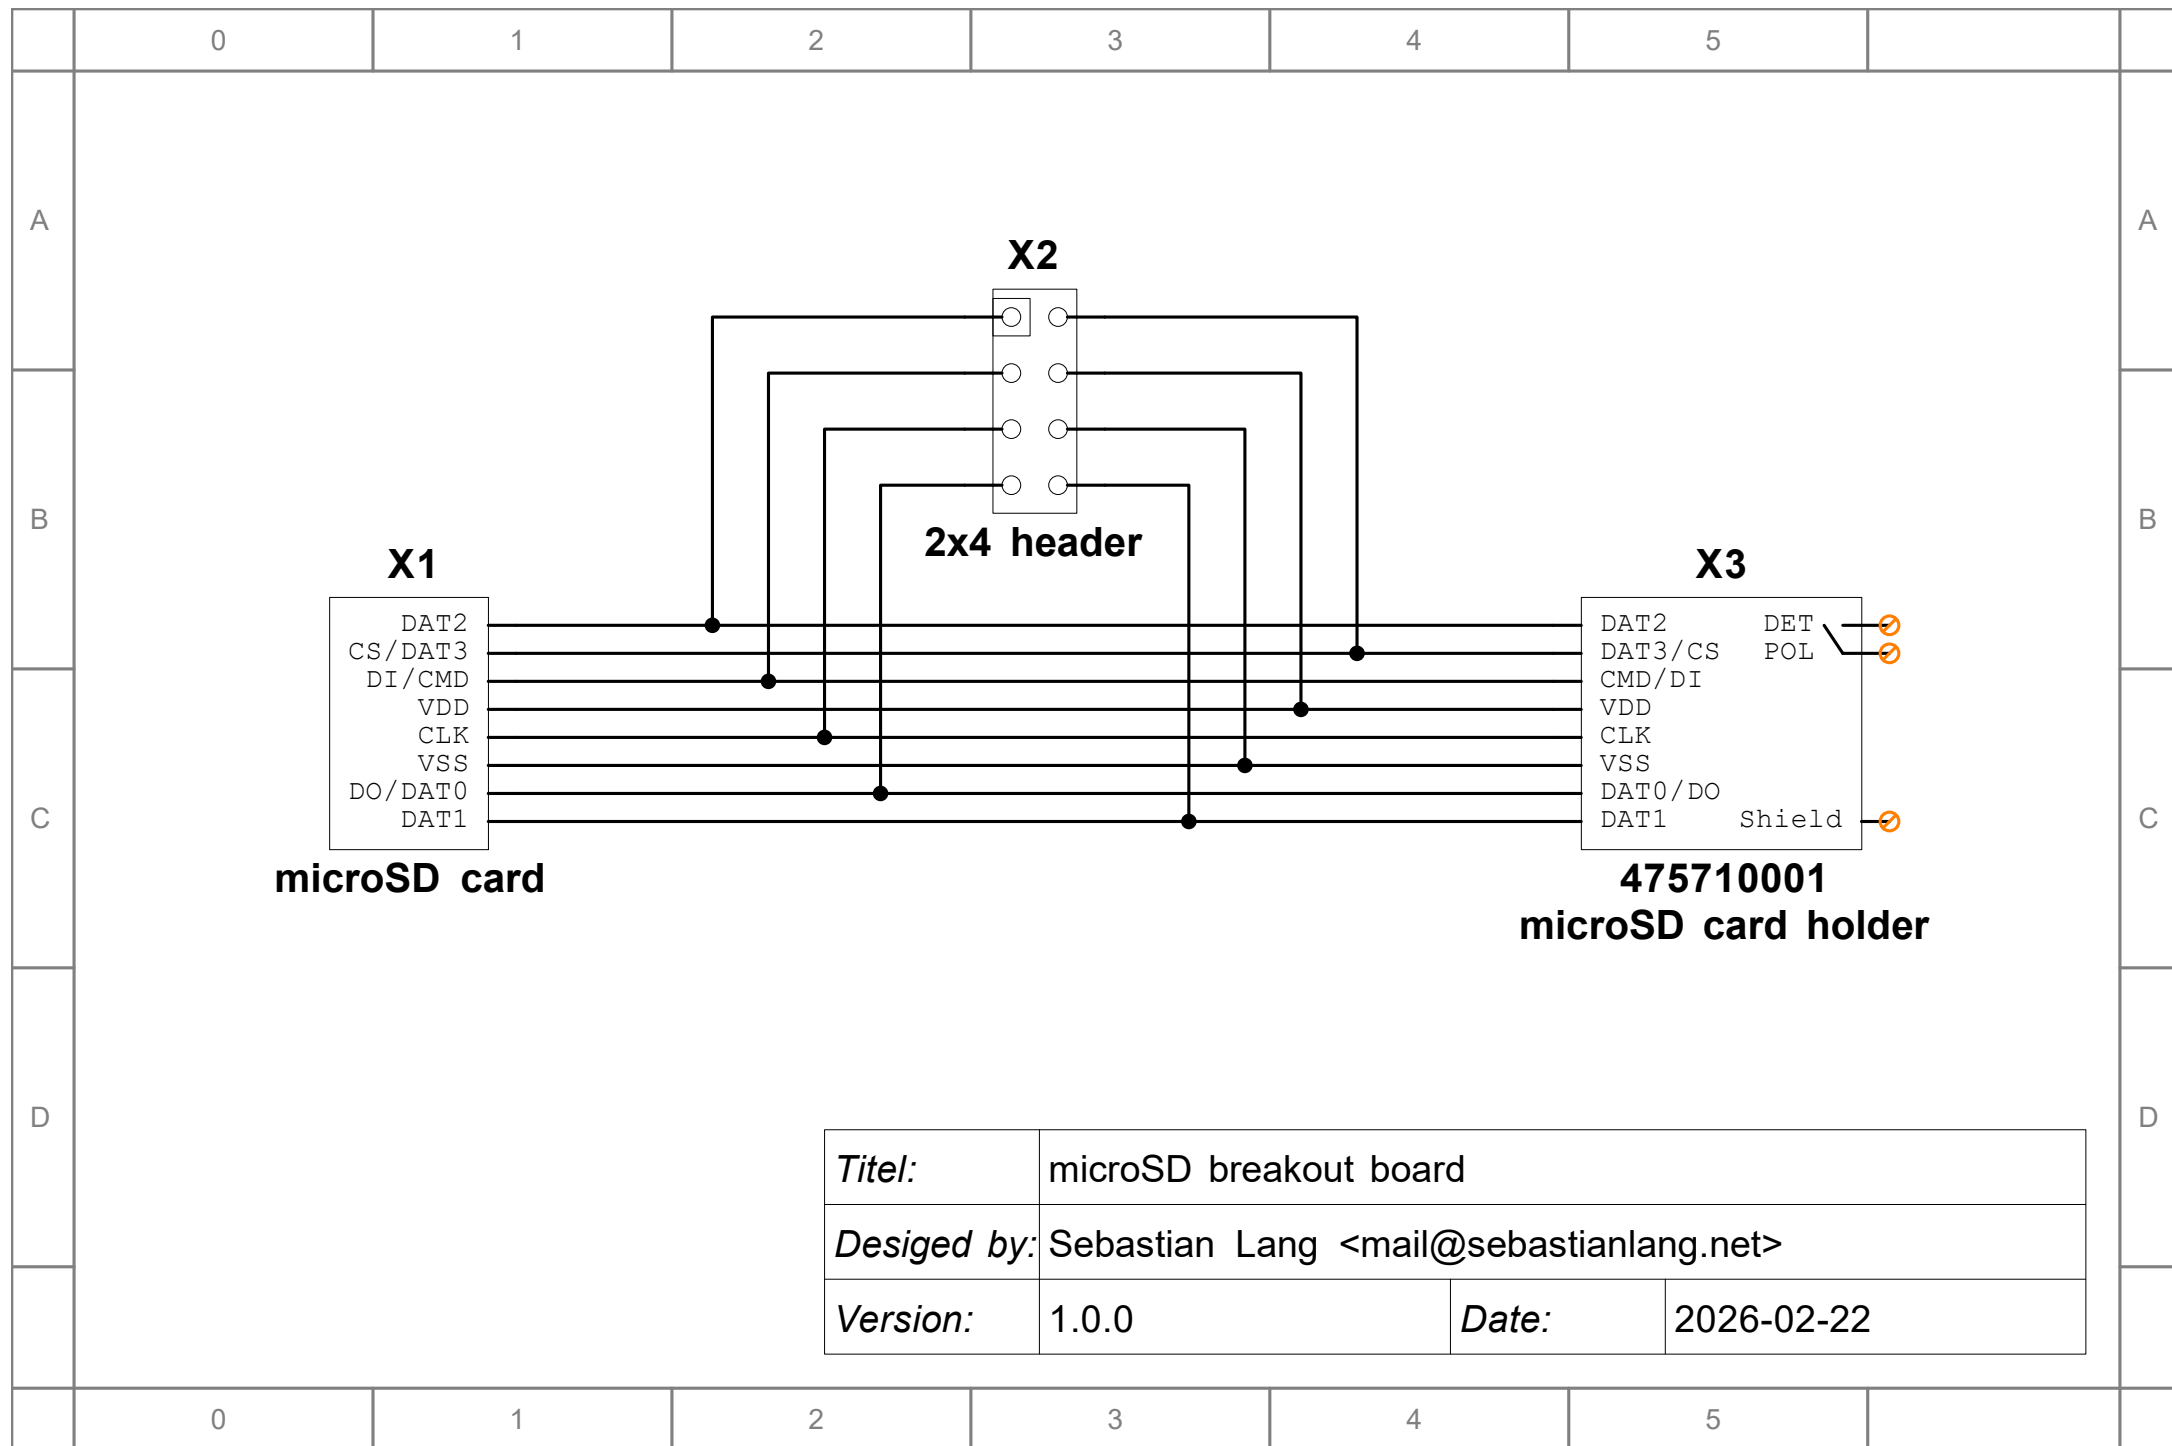 0 1 2 3 4 5
A A
X2
B B
2x4 header
X1 X3
DAT2 DAT2 DET
CS/DAT3 DAT3/CS POL
DI/CMD CMD/DI
VDD VDD
CLK CLK
VSS VSS
DO/DAT0 DAT0/DO
C C
DAT1 DAT1 Shield
microSD card 475710001
microSD card holder
D D
Titel: microSD breakout board
Desiged by: Sebastian Lang <mail@sebastianlang.net>
Version: 1.0.0 Date: 2026-02-22
0 1 2 3 4 5